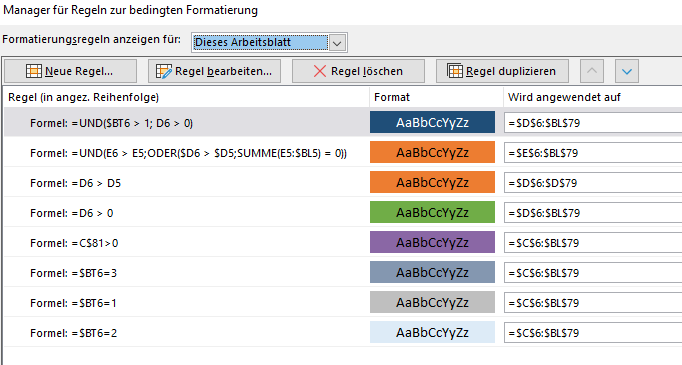 Manager für Regeln zur bedingten Formatierung
Formatierungsregeln anzeigen für: Dieses Arbeitsblatt
Neue Regel... Regel bearbeiten... Regel löschen Regel duplizieren
Regel (in angez. Reihenfolge) Format Wird angewendet auf
Formel: =UND($BT6 > 1; D6 > 0) AaBbCcYyZz =$D$6:$BL$79
Formel: =UND(E6 > E5;ODER($D6 > $D5;SUMME(E5:$BL5) = 0)) AaBbCcYyZz =$E$6:$BL$79
Formel: =D6 > D5 AaBbCcYyZz =$D$6:$D$79
Formel: =D6 > 0 AaBbCcYyZz =$D$6:$BL$79
Formel: =C$81>0 AaBbCcYyZz =$C$6:$BL$79
Formel: =$BT6=3 AaBbCcYyZz =$C$6:$BL$79
Formel: =$BT6=1 AaBbCcYyZz =$C$6:$BL$79
Formel: =$BT6=2 AaBbCcYyZz =$C$6:$BL$79